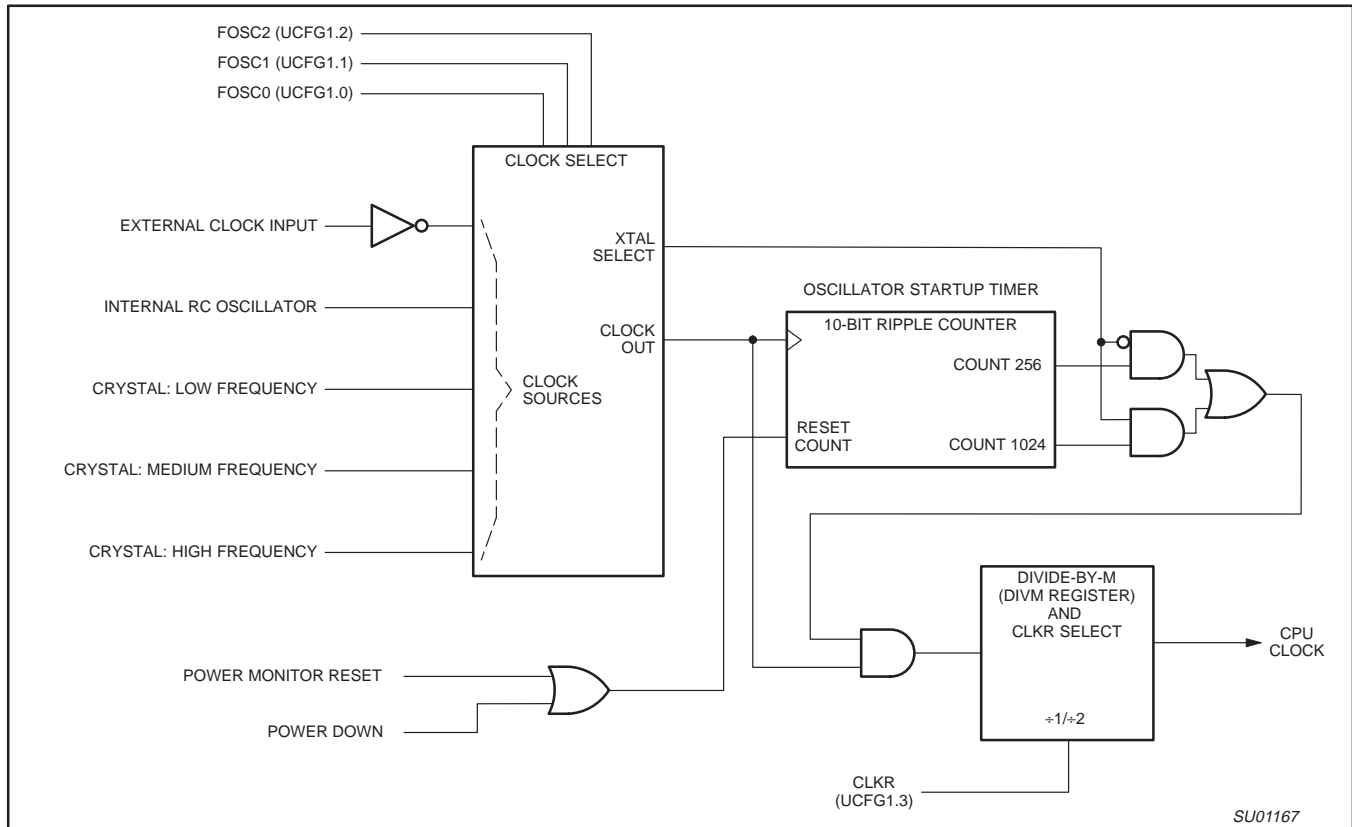 FOSC2 (UCFG1.2)
FOSC1 (UCFG1.1)
FOSC0 (UCFG1.0)
CLOCK SELECT
EXTERNAL CLOCK INPUT
XTAL
SELECT
INTERNAL RC OSCILLATOR
OSCILLATOR STARTUP TIMER
10-BIT RIPPLE COUNTER
CLOCK
OUT
COUNT 256
CRYSTAL: LOW FREQUENCY
CLOCK
SOURCES
RESET
COUNT
COUNT 1024
CRYSTAL: MEDIUM FREQUENCY
CRYSTAL: HIGH FREQUENCY
DIVIDE-BY-M
(DIVM REGISTER)
AND
CLKR SELECT
CPU
CLOCK
POWER MONITOR RESET
POWER DOWN
÷1/÷2
CLKR
(UCFG1.3)
SU01167